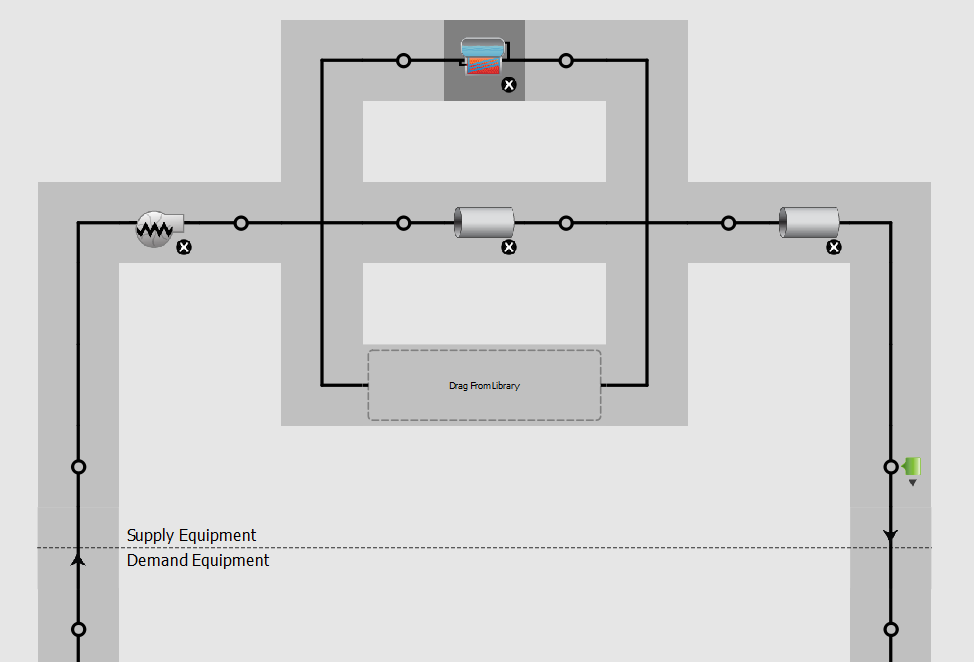 Drag From Library
Supply Equipment
Demand Equipment